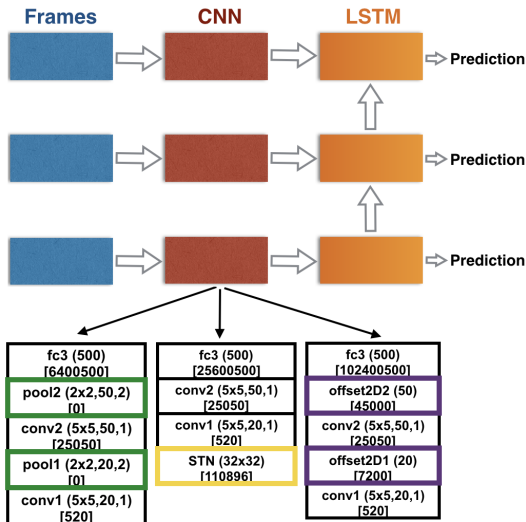 Frames CNN LSTM
Prediction
Prediction
Prediction
fc3 (500)
[6400500]
pool2 (2x2,50,2)
[0]
conv2 (5x5,50,1)
[25050]
pool1 (2x2,20,2)
[0]
conv1 (5x5,20,1)
[520]
fc3 (500)
[25600500]
conv2 (5x5,50,1)
[25050]
conv1 (5x5,20,1)
[520]
STN (32x32)
[110896]
fc3 (500)
[102400500]
offset2D2 (50)
[45000]
conv2 (5x5,50,1)
[25050]
offset2D1 (20)
[7200]
conv1 (5x5,20,1)
[520]